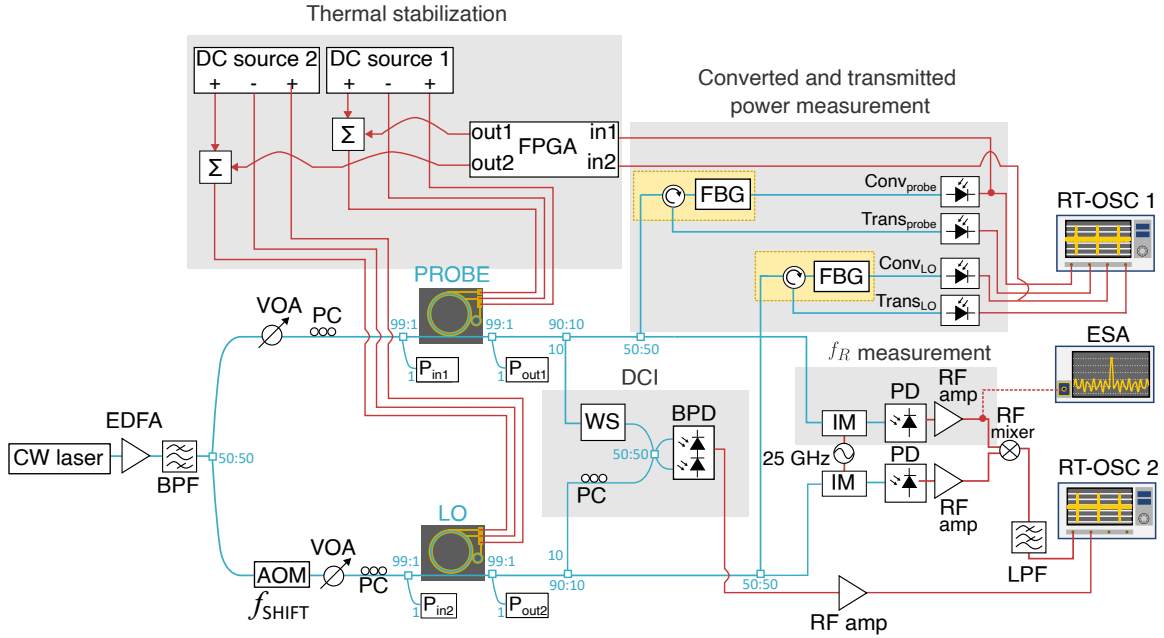 Thermal stabilization
DC source 2
+ - +
DC source 1
+ - +
Σ
Σ
out1
out2
FPGA
in1
in2
Converted and transmitted
power measurement
FBG
Conv_probe
Trans_probe
FBG
Conv_LO
Trans_LO
RT-OSC 1
PROBE
VOA
PC
99:1
1
P_in1
99:1
1
P_out1
90:10
10
50:50
f_R measurement
ESA
DCI
WS
50:50
PC
BPD
IM
25 GHz
IM
PD
RF
amp
PD
RF
amp
RF
mixer
RT-OSC 2
LPF
CW laser
EDFA
BPF
50:50
AOM
f_SHIFT
VOA
PC
LO
99:1
1
P_in2
99:1
1
P_out2
10
90:10
50:50
RF amp